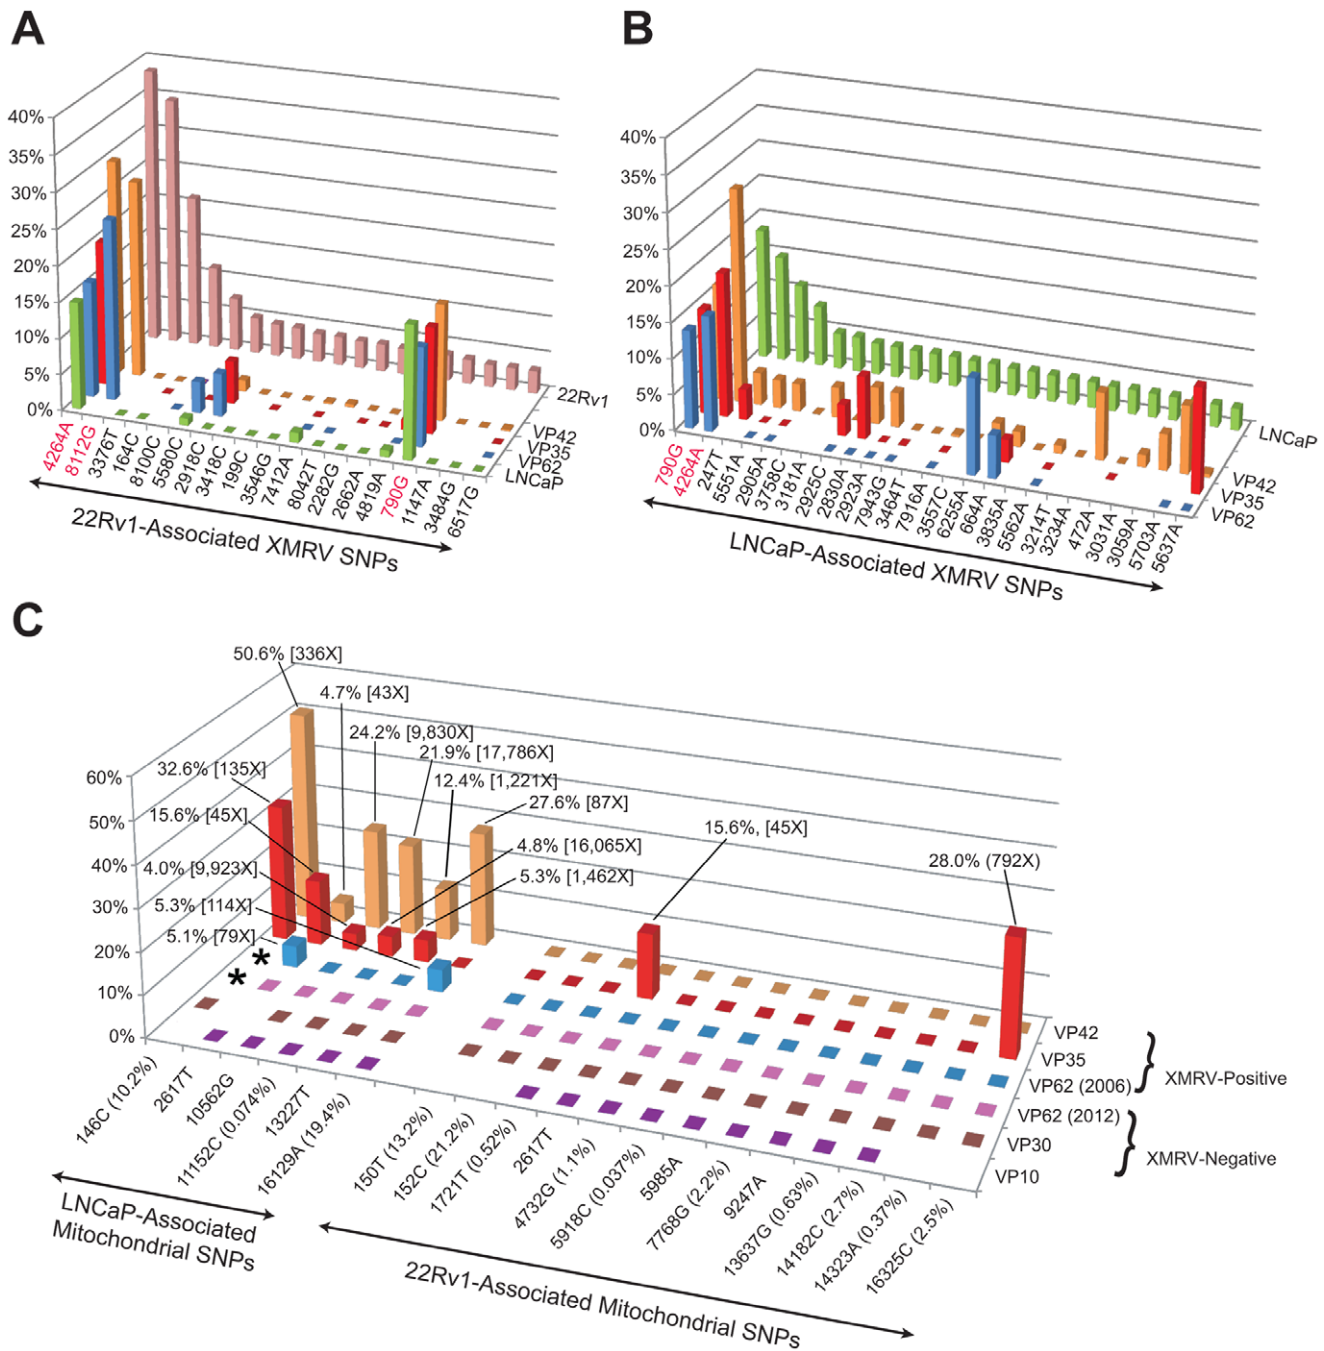 A
40%
35%
30%
25%
20%
15%
10%
5%
0%
22Rv1
VP42
VP35
VP62
LNCaP
4264A
8112G
3376T
164C
8100C
5580C
2918C
3418C
199C
3546G
7412A
8042T
2282G
2662A
4819A
790G
1147A
3484G
6517G
22Rv1-Associated XMRV SNPs
B
40%
35%
30%
25%
20%
15%
10%
5%
0%
LNCaP
VP42
VP35
VP62
790G
4264A
247T
5551A
2905A
3758C
3181A
2925C
2830A
2923A
7943G
3464T
7916A
3557C
6255A
664A
3835A
5562A
3214T
3234A
472A
3031A
3059A
5703A
5637A
LNCaP-Associated XMRV SNPs
C
50.6% [336X]
4.7% [43X]
24.2% [9,830X]
21.9% [17,786X]
12.4% [1,221X]
27.6% [87X]
32.6% [135X]
15.6% [45X]
4.0% [9,923X]
5.3% [114X]
5.1% [79X]
4.8% [16,065X]
5.3% [1,462X]
15.6%, [45X]
28.0% (792X)
60%
50%
40%
30%
20%
10%
0%
*
*
VP42
VP35
VP62 (2006)
VP62 (2012)
VP30
VP10
} XMRV-Positive
} XMRV-Negative
146C (10.2%)
2617T
10562G
11152C (0.074%)
13227T
16129A (19.4%)
150T (13.2%)
152C (21.2%)
1721T (0.52%)
2617T
4732G (1.1%)
5918C (0.037%)
5985A
7768G (2.2%)
9247A
13637G (0.63%)
14182C (2.7%)
14323A (0.37%)
16325C (2.5%)
LNCaP-Associated
Mitochondrial SNPs
22Rv1-Associated Mitochondrial SNPs